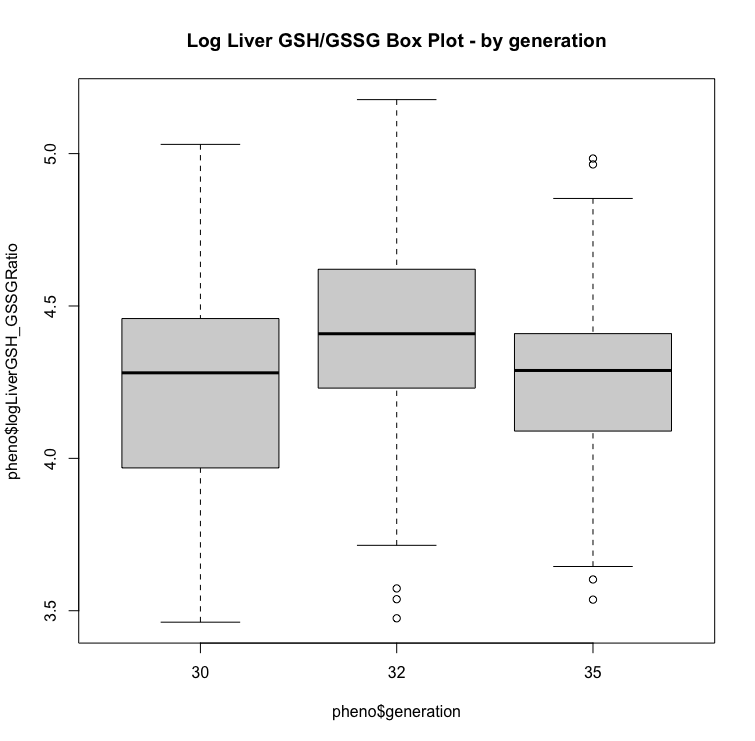 Log Liver GSH/GSSG Box Plot - by generation
pheno$logLiverGSH_GSSGRatio
5.0
4.5
4.0
3.5
30 32 35
pheno$generation